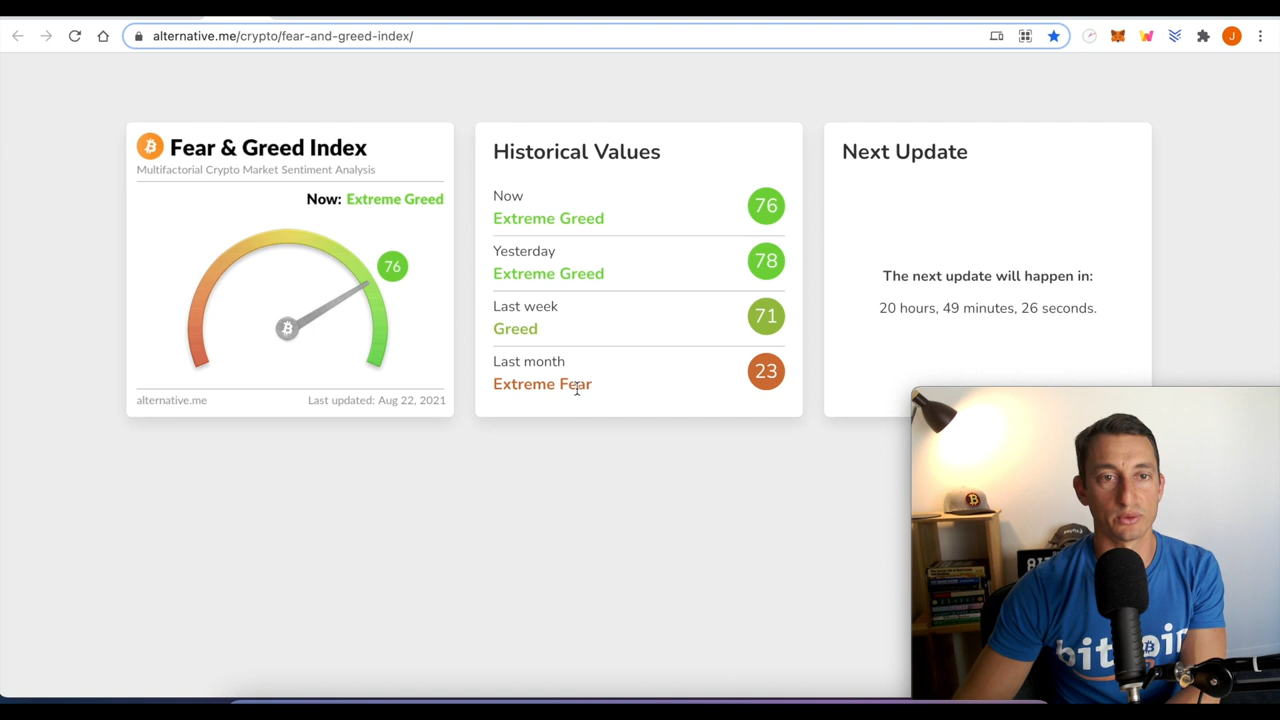 alternative.me/crypto/fear-and-greed-index/
J
Fear & Greed Index
Multifactorial Crypto Market Sentiment Analysis
Now: Extreme Greed
76
alternative.me
Last updated: Aug 22, 2021
Historical Values
Now
Extreme Greed
76
Yesterday
Extreme Greed
78
Last week
Greed
71
Last month
Extreme Fear
23
Next Update
The next update will happen in:
20 hours, 49 minutes, 26 seconds.
bitcoin